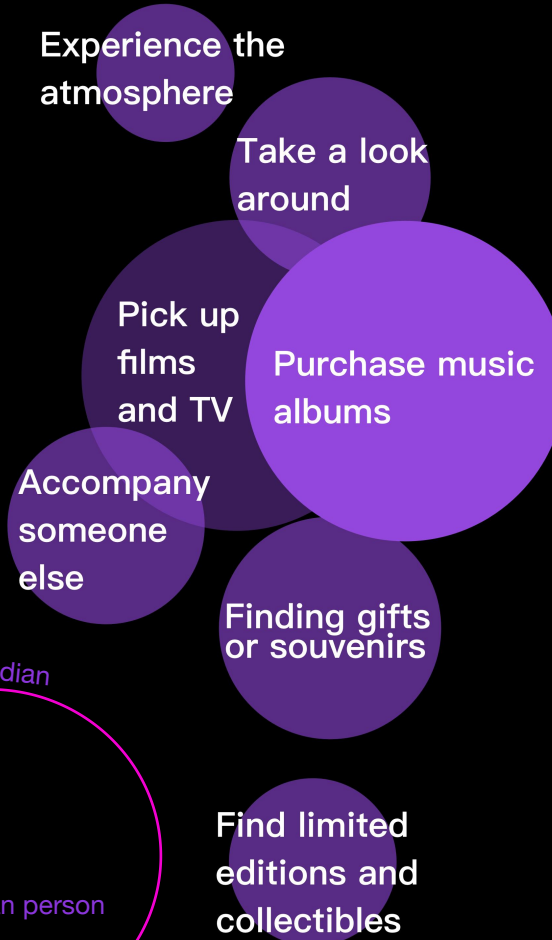 Experience the
atmosphere
Take a look
around
Pick up
films
and TV
Purchase music
albums
Accompany
someone
else
Finding gifts
or souvenirs
dian
n person
Find limited
editions and
collectibles